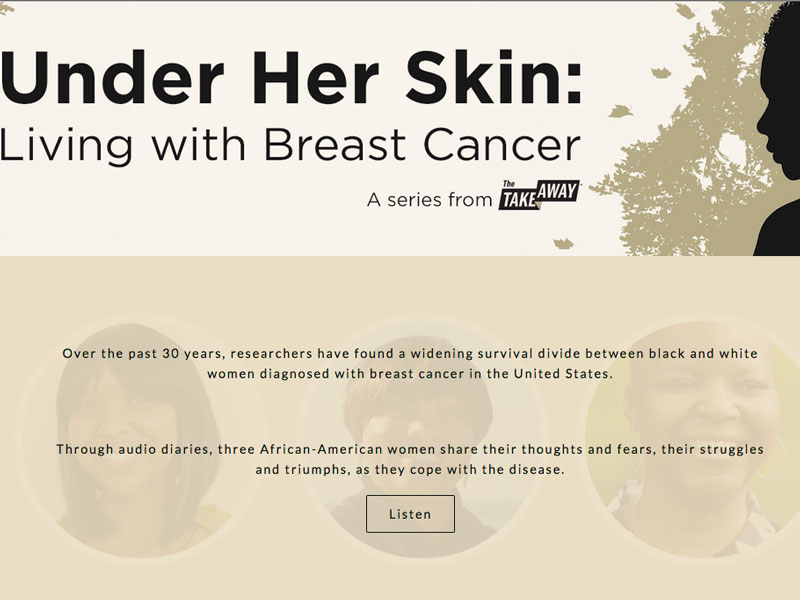 Under Her Skin:
Living with Breast Cancer
A series from The TAKEAWAY
Over the past 30 years, researchers have found a widening survival divide between black and white
women diagnosed with breast cancer in the United States.
Through audio diaries, three African-American women share their thoughts and fears, their struggles
and triumphs, as they cope with the disease.
Listen